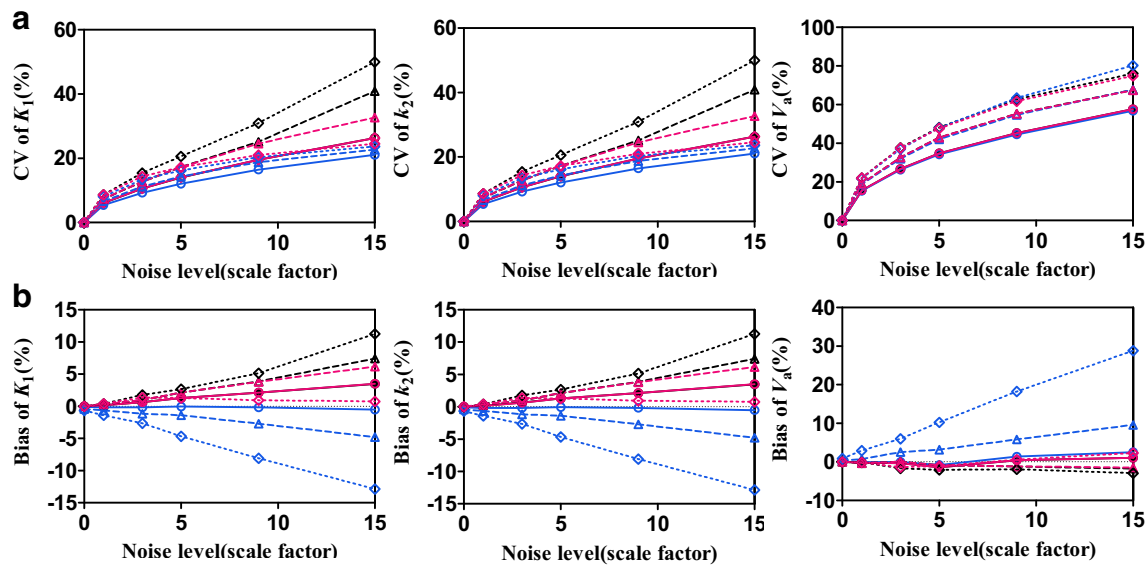 a
CV of K1(%)
60
40
20
0
0 5 10 15
Noise level(scale factor)
CV of k2(%)
60
40
20
0
0 5 10 15
Noise level(scale factor)
CV of Va(%)
100
80
60
40
20
0
0 5 10 15
Noise level(scale factor)
b
Bias of K1(%)
15
10
5
0
-5
-10
-15
0 5 10 15
Noise level(scale factor)
Bias of k2(%)
15
10
5
0
-5
-10
-15
0 5 10 15
Noise level(scale factor)
Bias of Va(%)
40
30
20
10
0
-10
0 5 10 15
Noise level(scale factor)